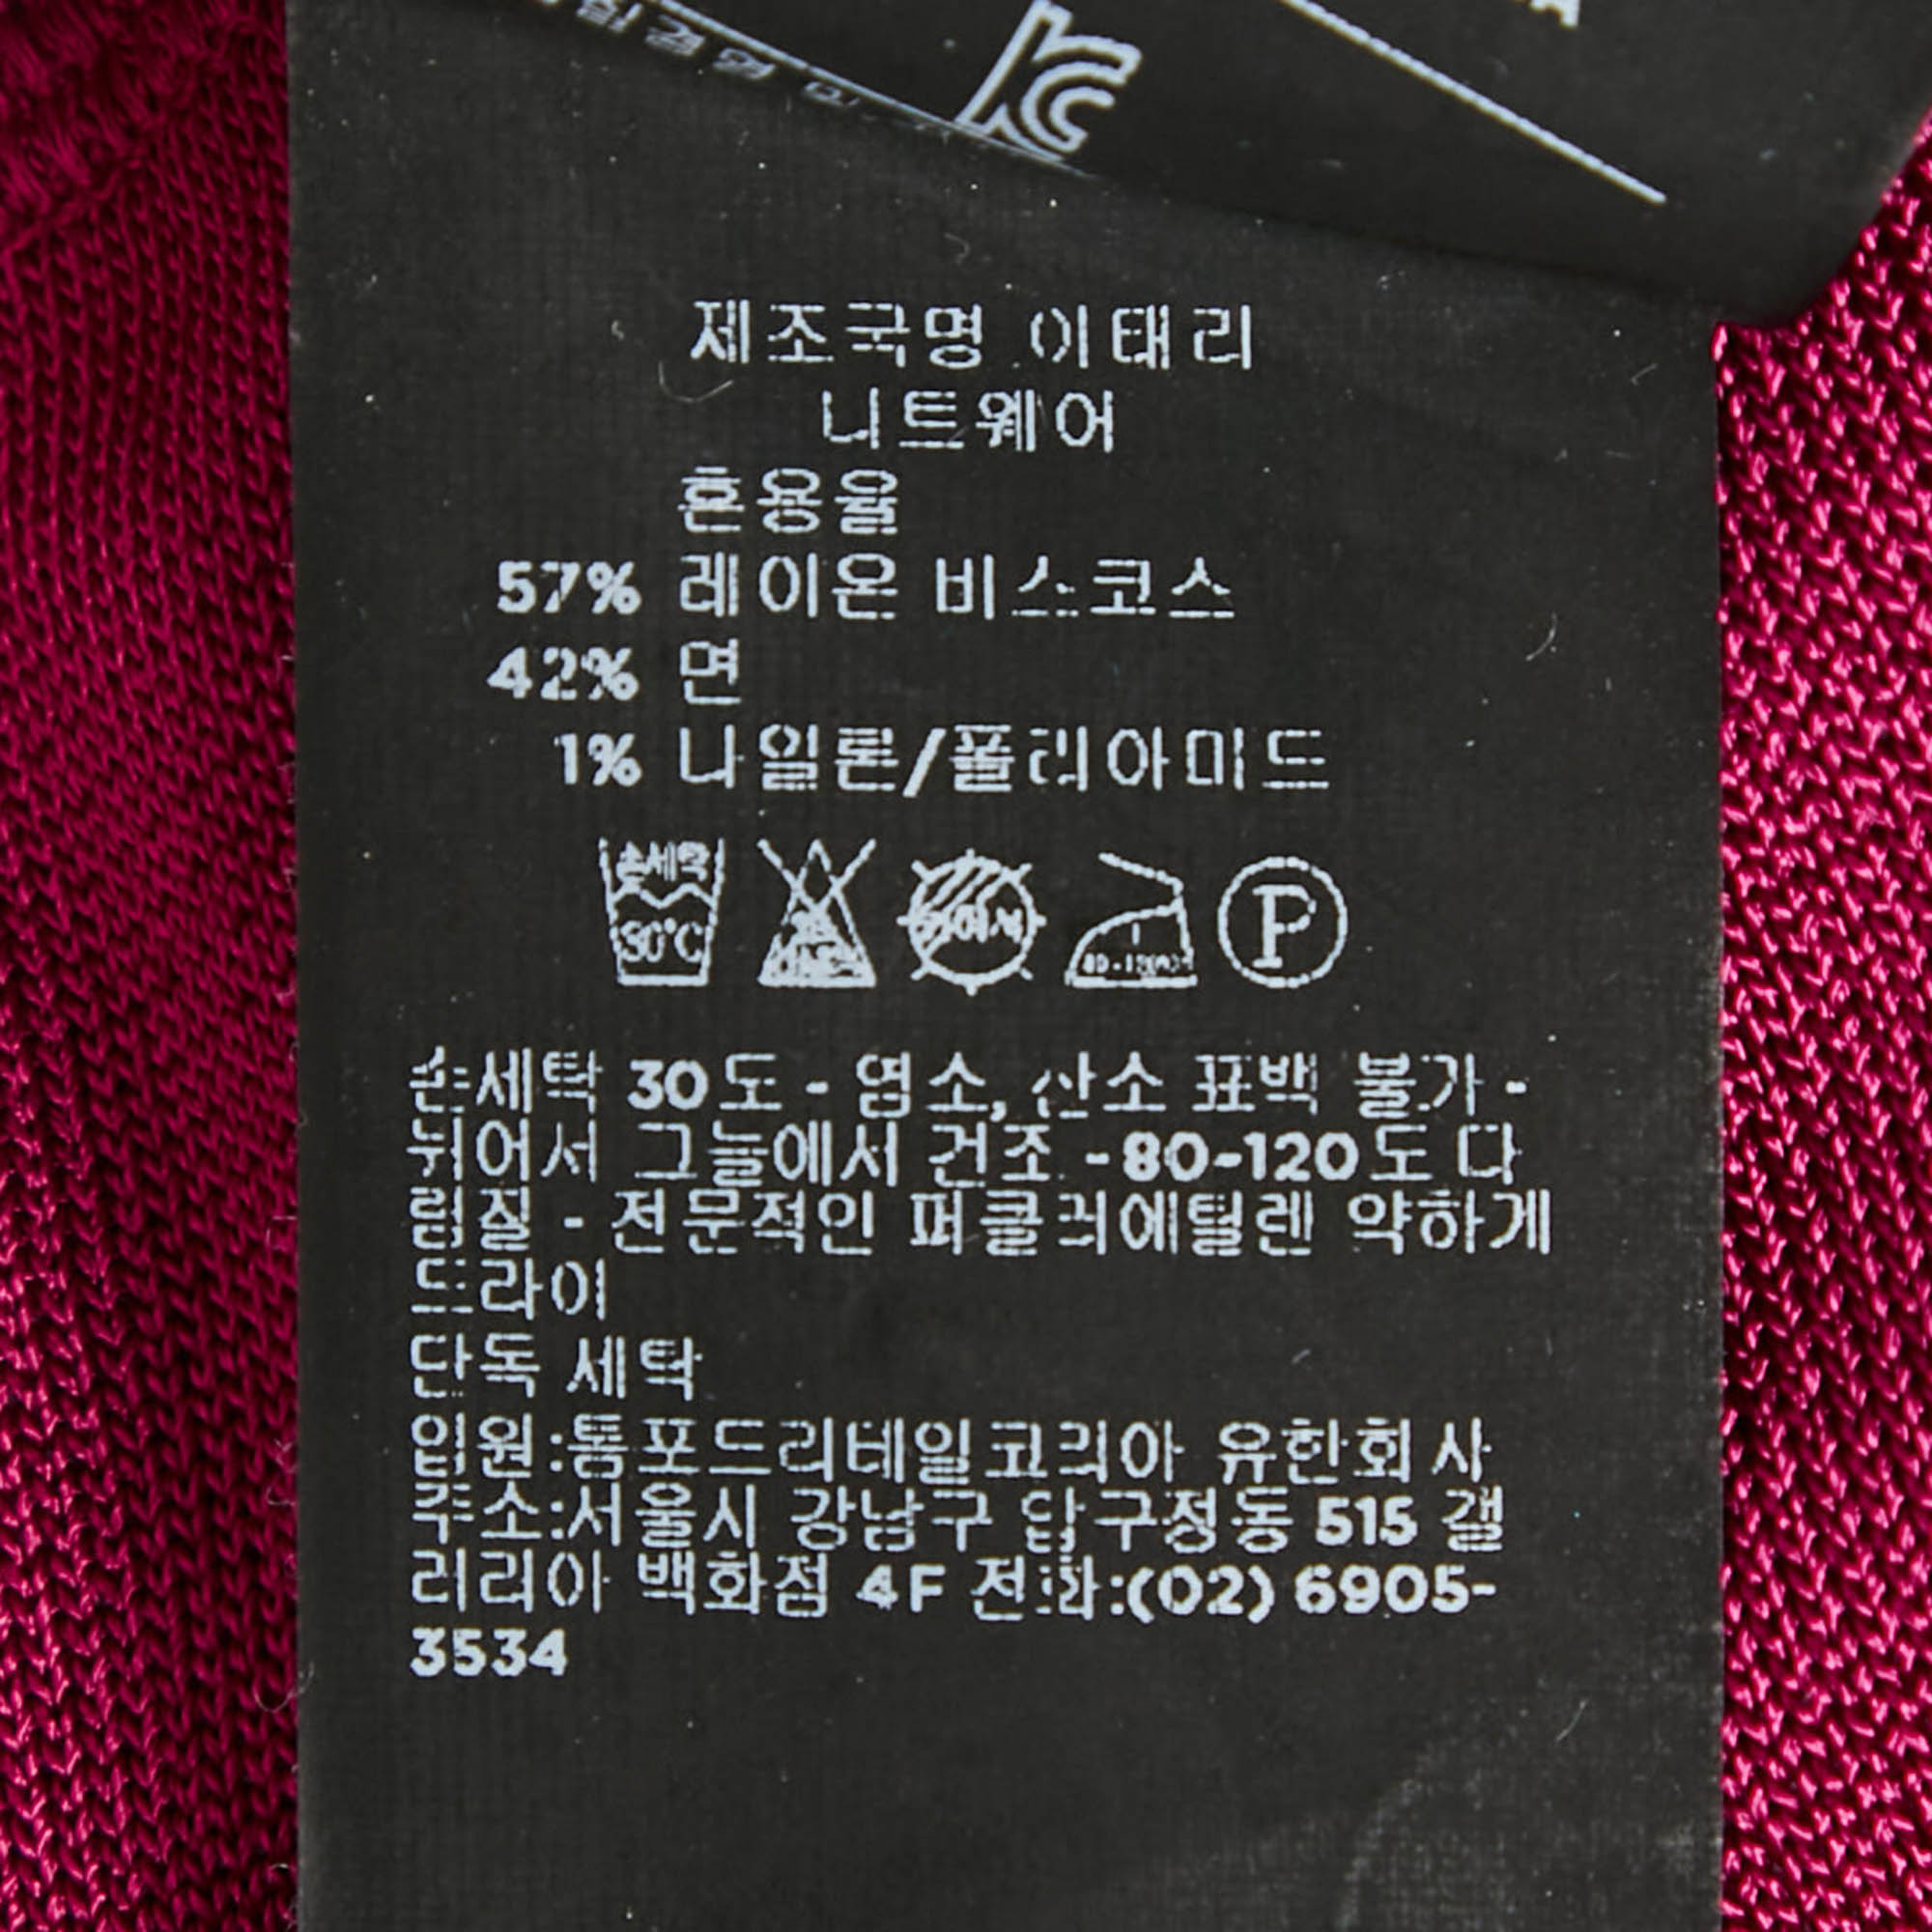 KC
제조국명 이태리
니트웨어
혼용율
57% 레이온 비스코스
42% 면
1% 나일론/폴리아미드
손세탁
30°C
P
손세탁 30도 - 염소, 산소 표백 불가 -
뉘어서 그늘에서 건조 -80-120도 다
림질 - 전문적인 퍼클러에틸렌 약하게
드라이
단독 세탁
입원:톰포드리테일코리아 유한회사
주소:서울시 강남구 압구정동 515 갤
러리아 백화점 4F 전화:(02) 6905-
3534